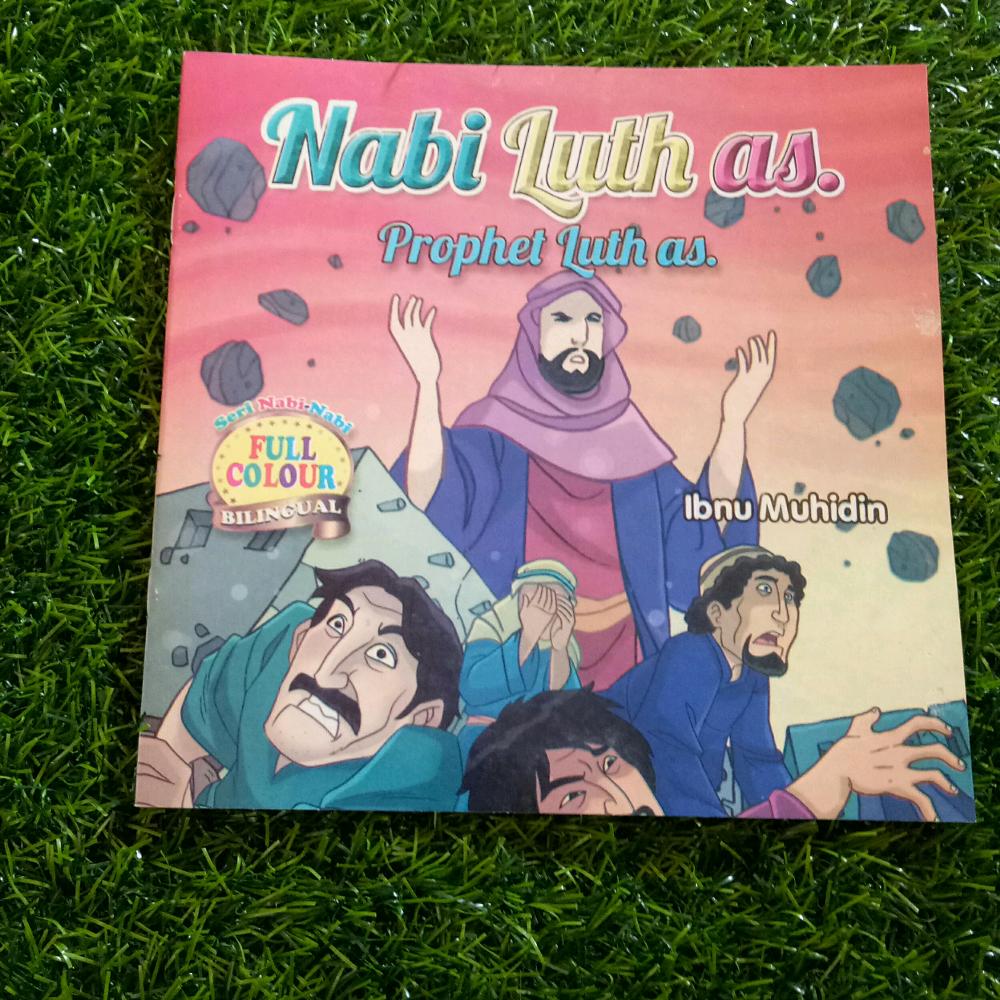 Nabi Luth as.
Prophet Luth as.
Seri Nabi-Nabi
FULL
COLOUR
BILINGUAL
Ibnu Muhidin